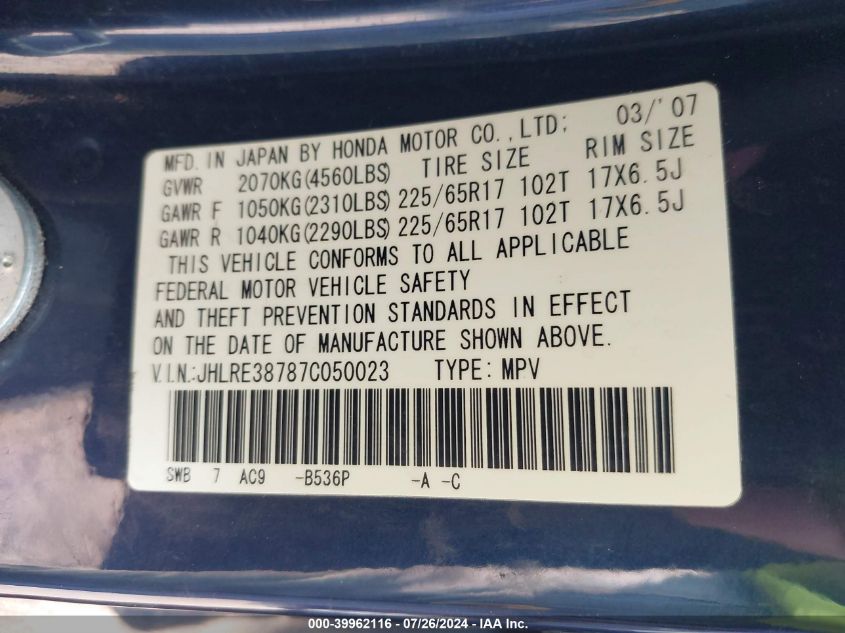 MFD. IN JAPAN BY HONDA MOTOR CO.,LTD; 03/'07
GVWR 2070KG(4560LBS) TIRE SIZE RIM SIZE
GAWR F 1050KG(2310LBS) 225/65R17 102T 17X6.5J
GAWR R 1040KG(2290LBS) 225/65R17 102T 17X6.5J
THIS VEHICLE CONFORMS TO ALL APPLICABLE
FEDERAL MOTOR VEHICLE SAFETY
AND THEFT PREVENTION STANDARDS IN EFFECT
ON THE DATE OF MANUFACTURE SHOWN ABOVE.
V.I.N.:JHLRE38787C050023 TYPE: MPV
SWB 7 AC9 -B536P -A -C
000-39962116 - 07/26/2024 - IAA Inc.